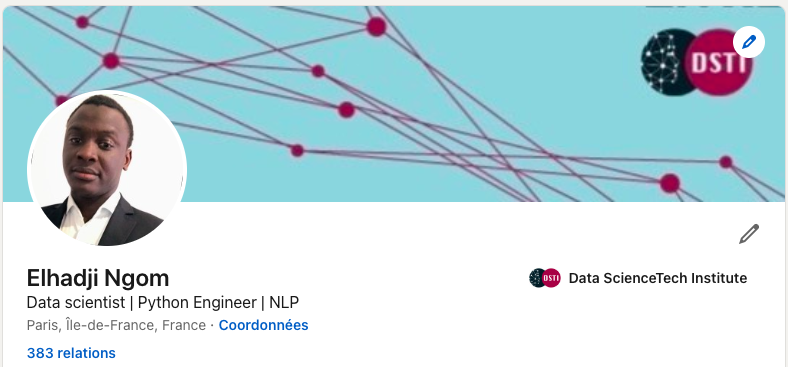 DSTI
Elhadji Ngom
DSTI Data ScienceTech Institute
Data scientist | Python Engineer | NLP
Paris, Île-de-France, France · Coordonnées
383 relations